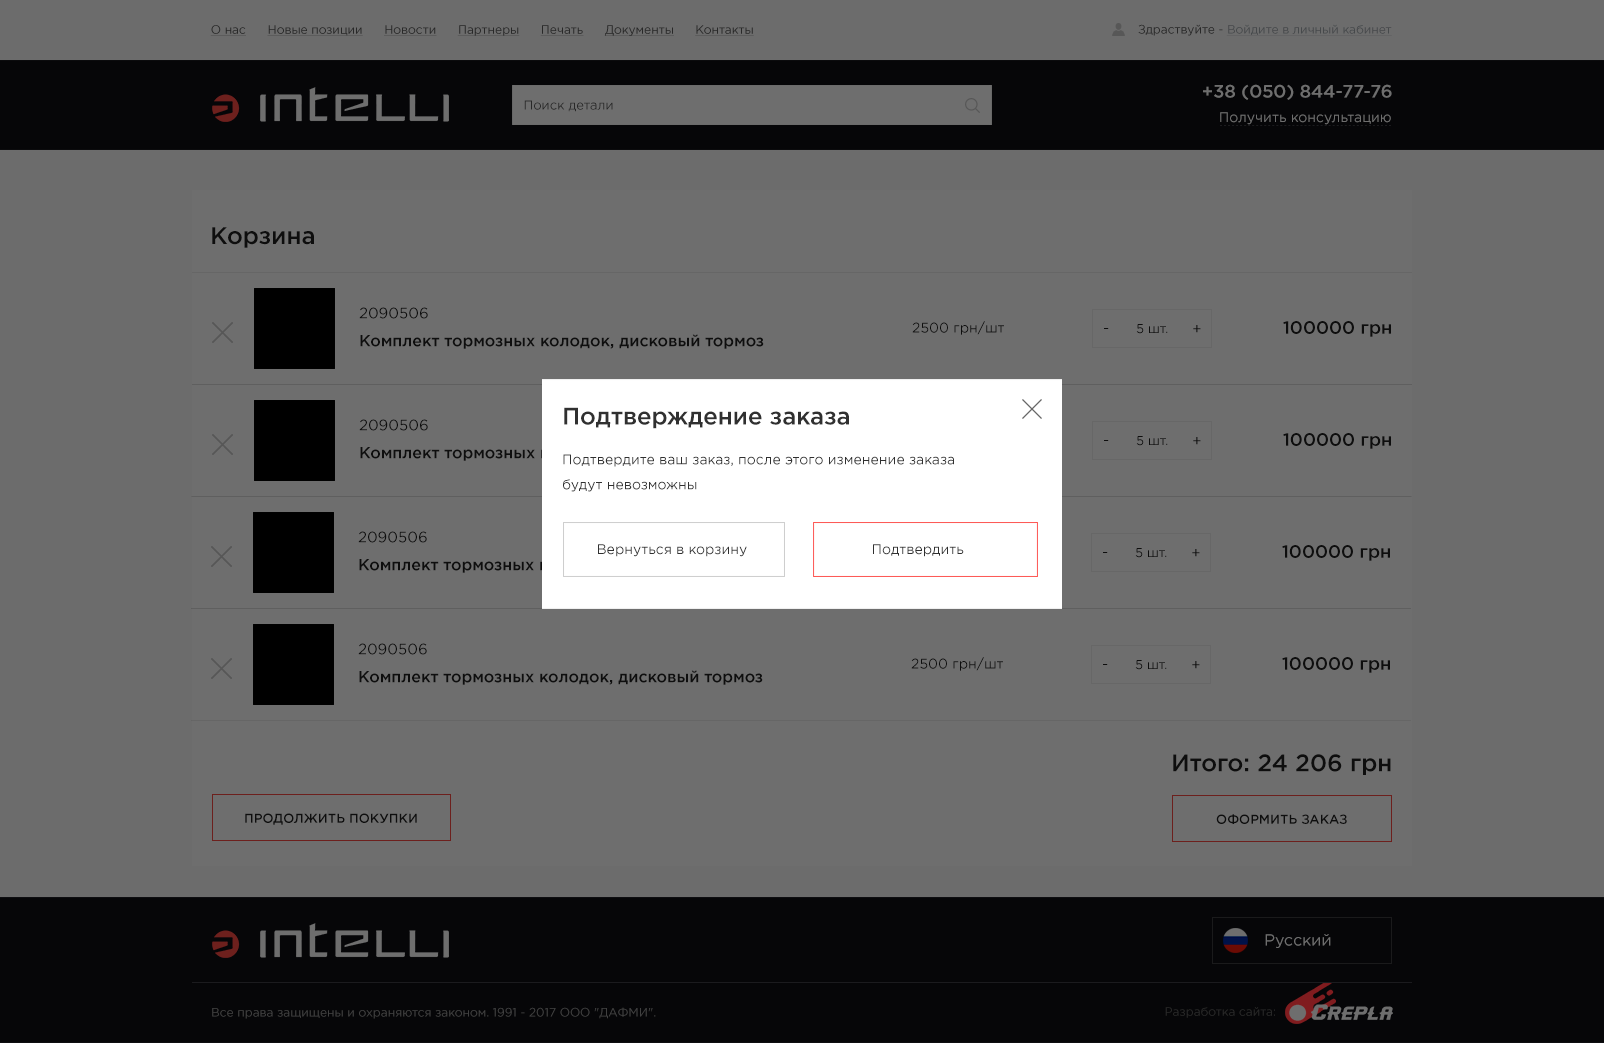 О нас Новые позиции Новости Партнеры Печать Документы Контакты Здраствуйте - Войдите в личный кабинет
INTELLI Поиск детали +38 (050) 844-77-76
Получить консультацию
Корзина
2090506
Комплект тормозных колодок, дисковый тормоз 2500 грн/шт - 5 шт. + 100000 грн
2090506
Комплект тормозных - 5 шт. + 100000 грн
2090506
Комплект тормозных - 5 шт. + 100000 грн
2090506
Комплект тормозных колодок, дисковый тормоз 2500 грн/шт - 5 шт. + 100000 грн
Подтверждение заказа
Подтвердите ваш заказ, после этого изменение заказа
будут невозможны
Вернуться в корзину Подтвердить
Итого: 24 206 грн
ПРОДОЛЖИТЬ ПОКУПКИ ОФОРМИТЬ ЗАКАЗ
INTELLI Русский
Все права защищены и охраняются законом. 1991 - 2017 ООО "ДАФМИ". Разработка сайта: CREPLA